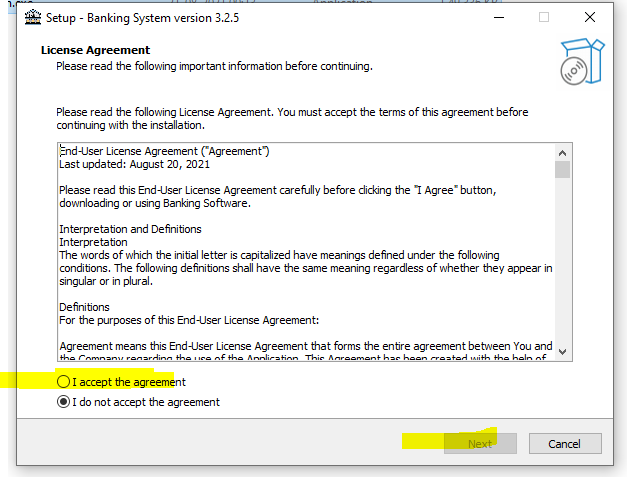 Setup - Banking System version 3.2.5
License Agreement
Please read the following important information before continuing.
Please read the following License Agreement. You must accept the terms of this agreement before
continuing with the installation.
End-User License Agreement ("Agreement")
Last updated: August 20, 2021
Please read this End-User License Agreement carefully before clicking the "I Agree" button,
downloading or using Banking Software.
Interpretation and Definitions
Interpretation
The words of which the initial letter is capitalized have meanings defined under the following
conditions. The following definitions shall have the same meaning regardless of whether they appear in
singular or in plural.
Definitions
For the purposes of this End-User License Agreement:
Agreement means this End-User License Agreement that forms the entire agreement between You and
the Company regarding the use of the Application. This Agreement has been created with the help of
I accept the agreement
I do not accept the agreement
Next
Cancel